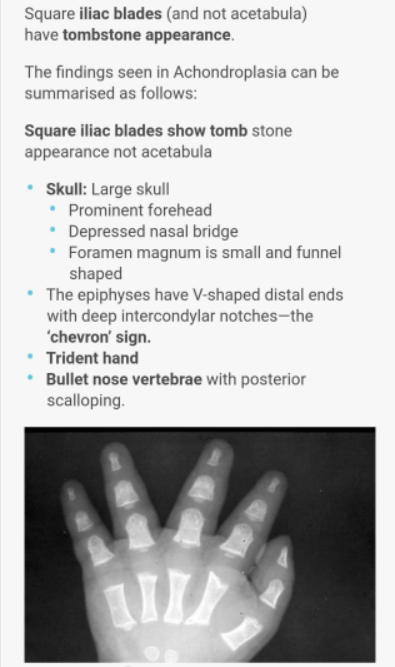 Square iliac blades (and not acetabula)
have tombstone appearance.
The findings seen in Achondroplasia can be
summarised as follows:
Square iliac blades show tomb stone
appearance not acetabula
• Skull: Large skull
• Prominent forehead
• Depressed nasal bridge
• Foramen magnum is small and funnel
shaped
• The epiphyses have V-shaped distal ends
with deep intercondylar notches—the
‘chevron’ sign.
• Trident hand
• Bullet nose vertebrae with posterior
scalloping.